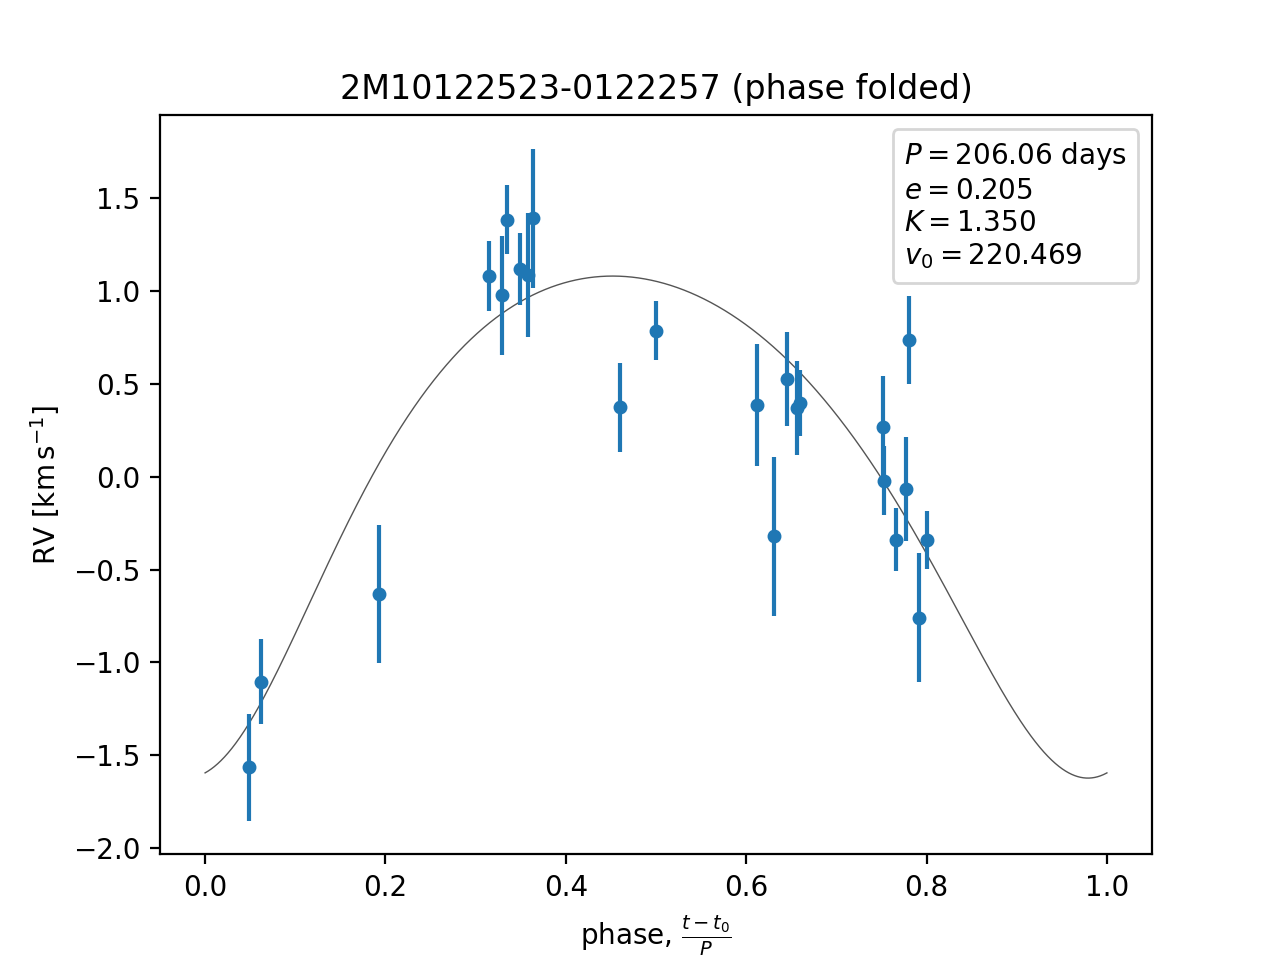 2M10122523-0122257 (phase folded)
P = 206.06 days
e = 0.205
K = 1.350
v₀ = 220.469
RV [km s⁻¹]
1.5
1.0
0.5
0.0
−0.5
−1.0
−1.5
−2.0
0.0 0.2 0.4 0.6 0.8 1.0
phase, (t − t₀)/P